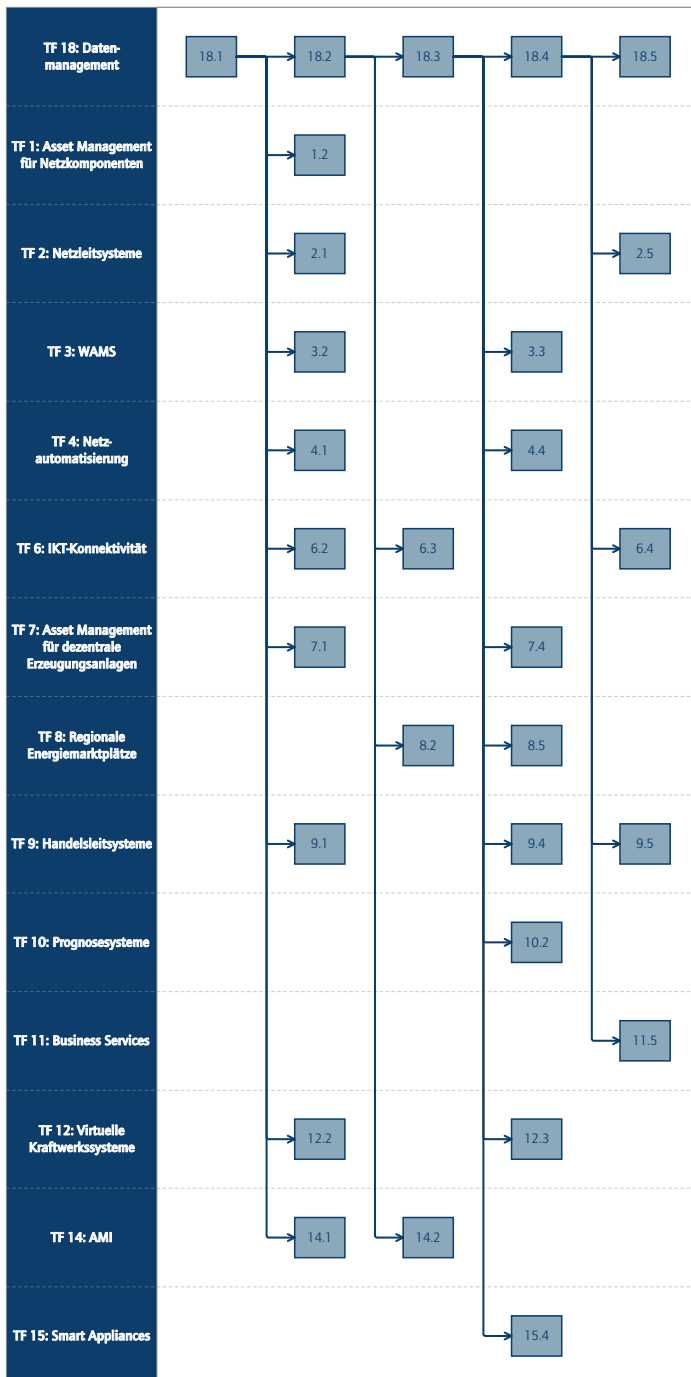 TF 18: Daten-
management
18.1 18.2 18.3 18.4 18.5
TF 1: Asset Management
für Netzkomponenten
1.2
TF 2: Netzleitsysteme
2.1 2.5
TF 3: WAMS
3.2 3.3
TF 4: Netz-
automatisierung
4.1 4.4
TF 6: IKT-Konnektivität
6.2 6.3 6.4
TF 7: Asset Management
für dezentrale
Erzeugungsanlagen
7.1 7.4
TF 8: Regionale
Energiemarktplätze
8.2 8.5
TF 9: Handelsleitsysteme
9.1 9.4 9.5
TF 10: Prognosesysteme
10.2
TF 11: Business Services
11.5
TF 12: Virtuelle
Kraftwerkssysteme
12.2 12.3
TF 14: AMI
14.1 14.2
TF 15: Smart Appliances
15.4